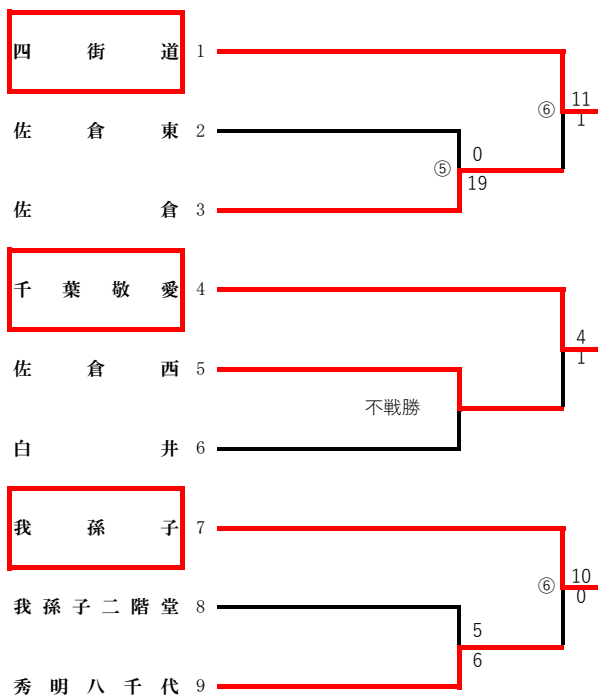 四街道 1
⑥ 11
1
佐倉東 2
0
⑤
19
佐倉 3
千葉敬愛 4
4
1
佐倉西 5
不戦勝
白井 6
我孫子 7
10
⑥
0
我孫子二階堂 8
5
6
秀明八千代 9